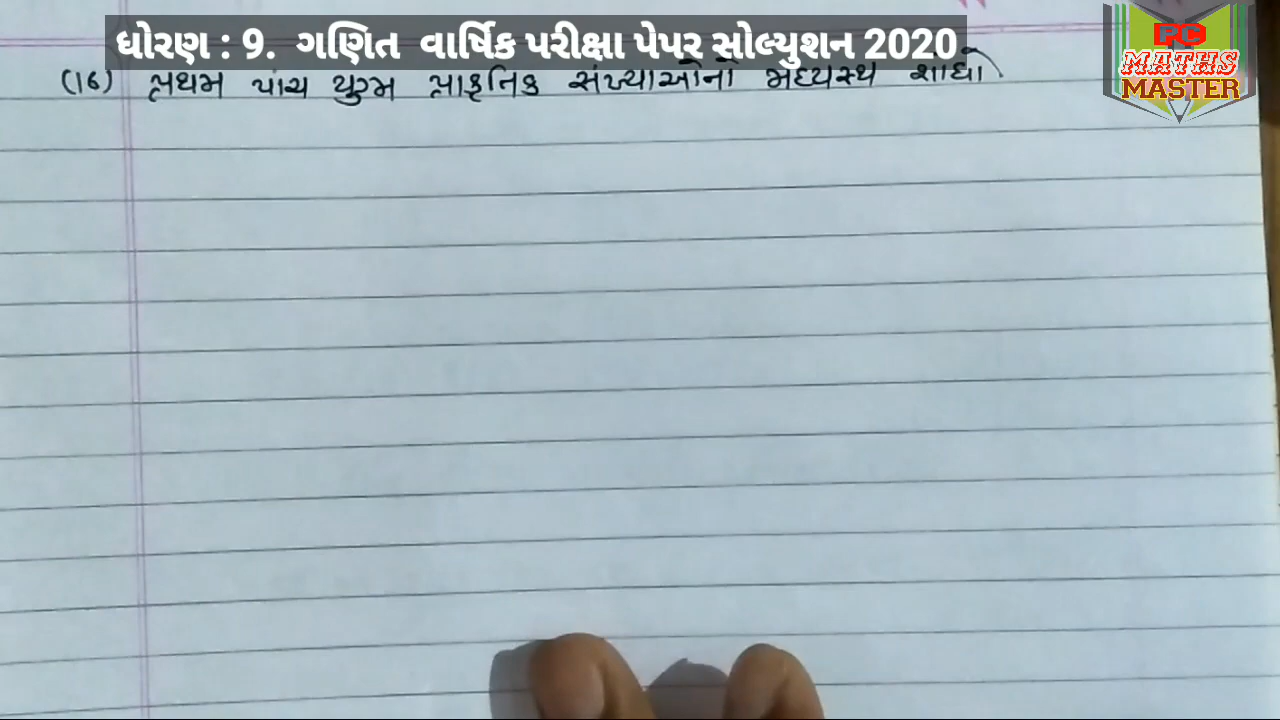 ધોરણ : 9.  ગણિત  વાર્ષિક પરીક્ષા પેપર સોલ્યુશન 2020
PC
MATHS
MASTER
(16) પ્રથમ પાંચ યુગ્મ પ્રાકૃતિક સંખ્યાઓનો મધ્યસ્થ શોધો